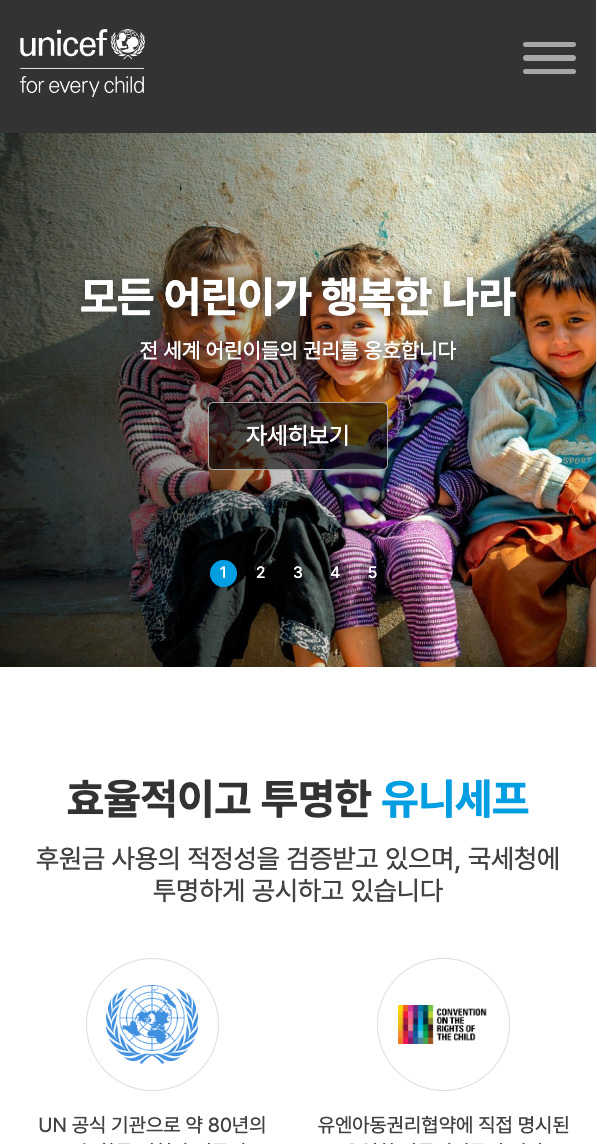 unicef
for every child
모든 어린이가 행복한 나라
전 세계 어린이들의 권리를 옹호합니다
자세히보기
1 2 3 4 5
SPORT
효율적이고 투명한 유니세프
후원금 사용의 적정성을 검증받고 있으며, 국세청에
투명하게 공시하고 있습니다
CONVENTION
ON THE
RIGHTS OF
THE CHILD
UN 공식 기관으로 약 80년의
유엔아동권리협약에 직접 명시된